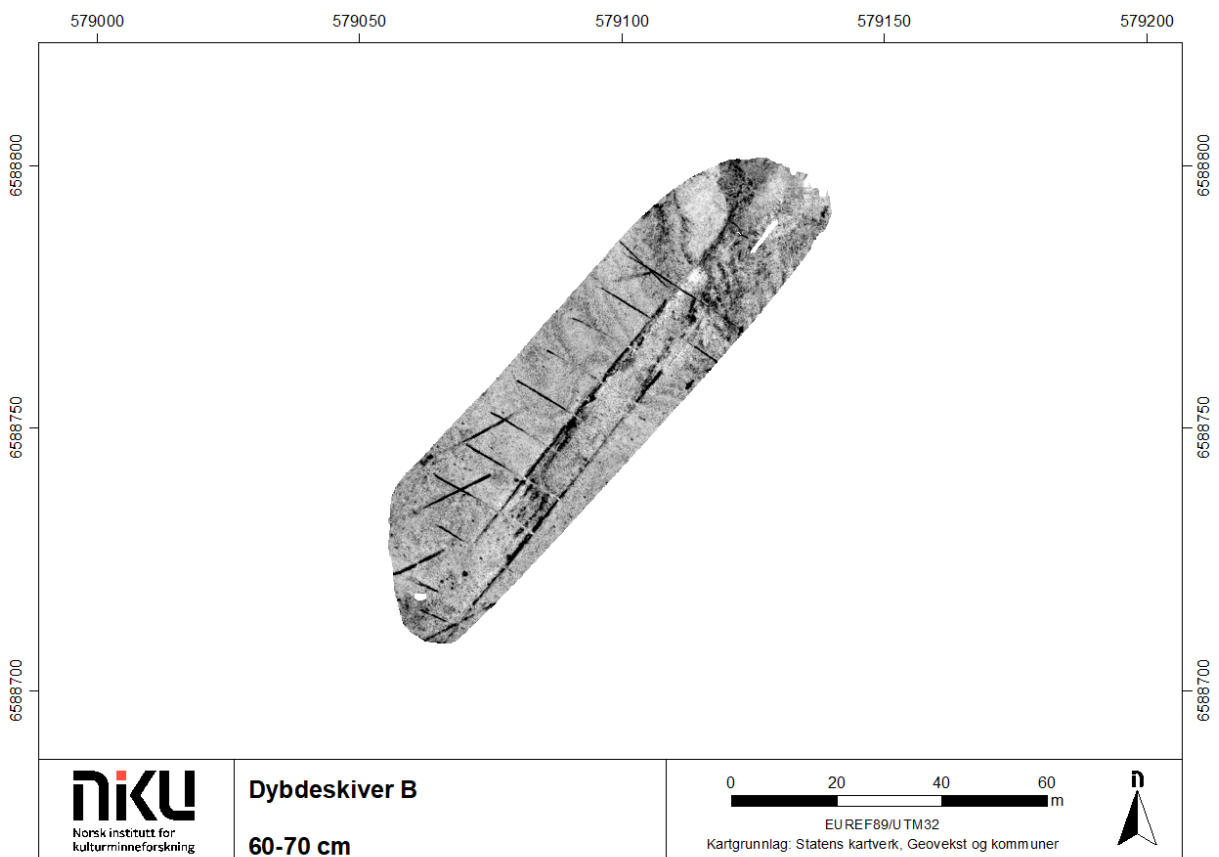 579000 579050 579100 579150 579200
6588800 6588800
6588750 6588750
6588700 6588700
NiKU
Norsk institutt for
kulturminneforskning
Dybdeskiver B
60-70 cm
0 20 40 60
m
EUREF89/UTM32
Kartgrunnlag: Statens kartverk, Geovekst og kommuner
n